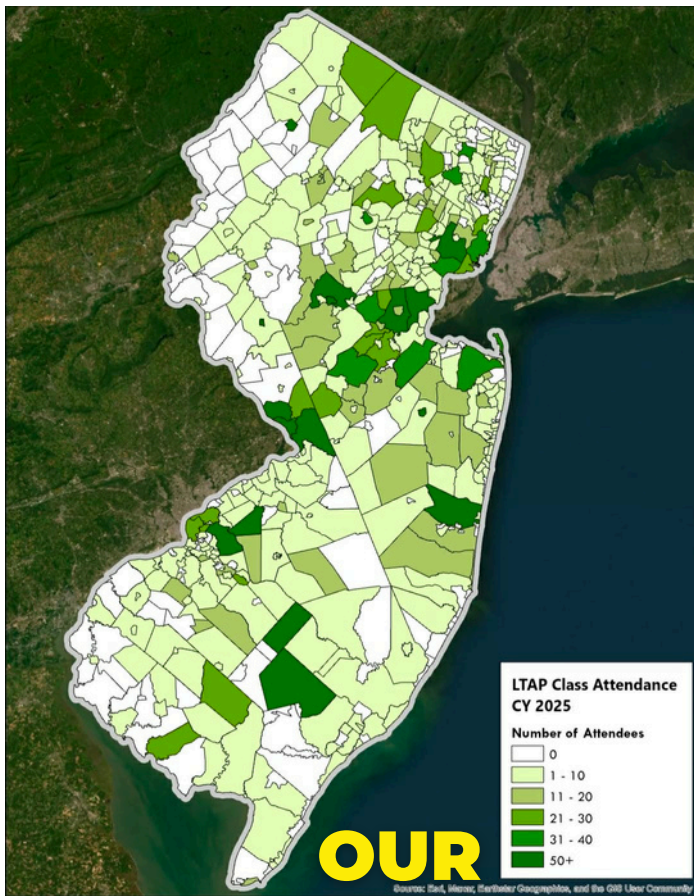 LTAP Class Attendance
CY 2025
Number of Attendees
0
1 - 10
11 - 20
21 - 30
31 - 40
50+
OUR
Source: Esri, Maxar, Earthstar Geographics, and the GIS User Community